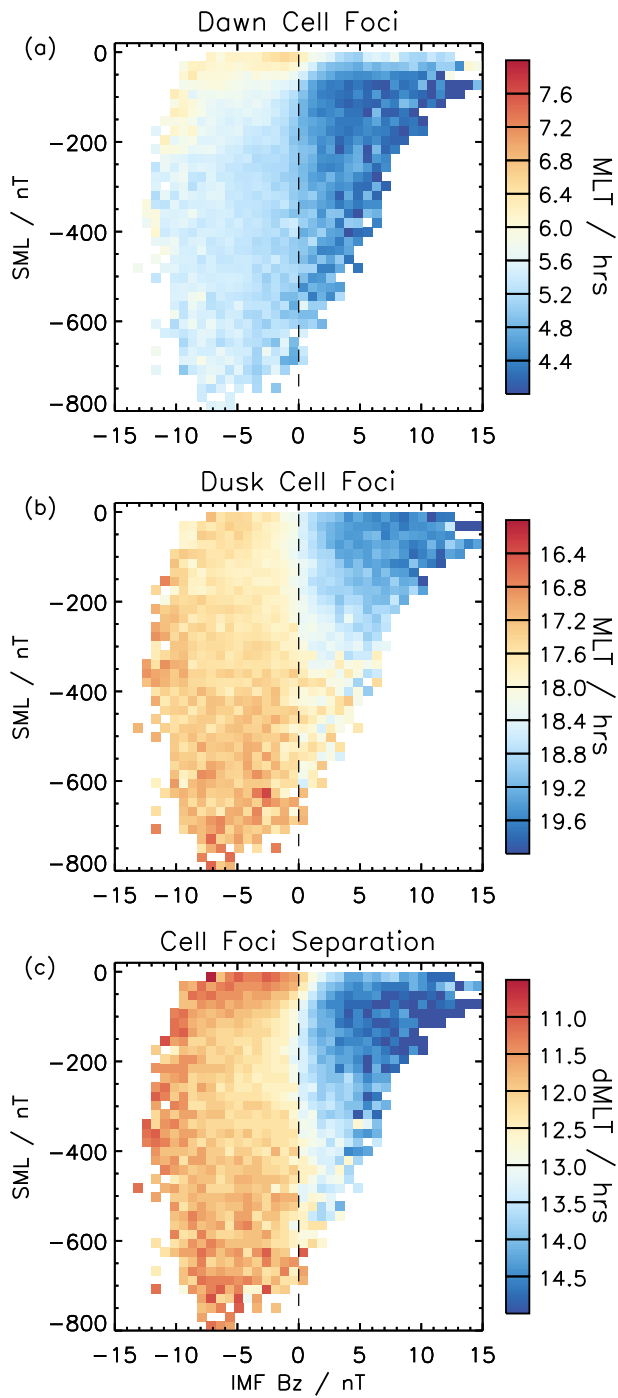 Dawn Cell Foci
(a)
0
−200
−400
−600
−800
SML / nT
−15 −10 −5 0 5 10 15
7.6
7.2
6.8
6.4
6.0
5.6
5.2
4.8
4.4
MLT / hrs
Dusk Cell Foci
(b)
0
−200
−400
−600
−800
SML / nT
−15 −10 −5 0 5 10 15
16.4
16.8
17.2
17.6
18.0
18.4
18.8
19.2
19.6
MLT / hrs
Cell Foci Separation
(c)
0
−200
−400
−600
−800
SML / nT
−15 −10 −5 0 5 10 15
IMF Bz / nT
11.0
11.5
12.0
12.5
13.0
13.5
14.0
14.5
dMLT / hrs